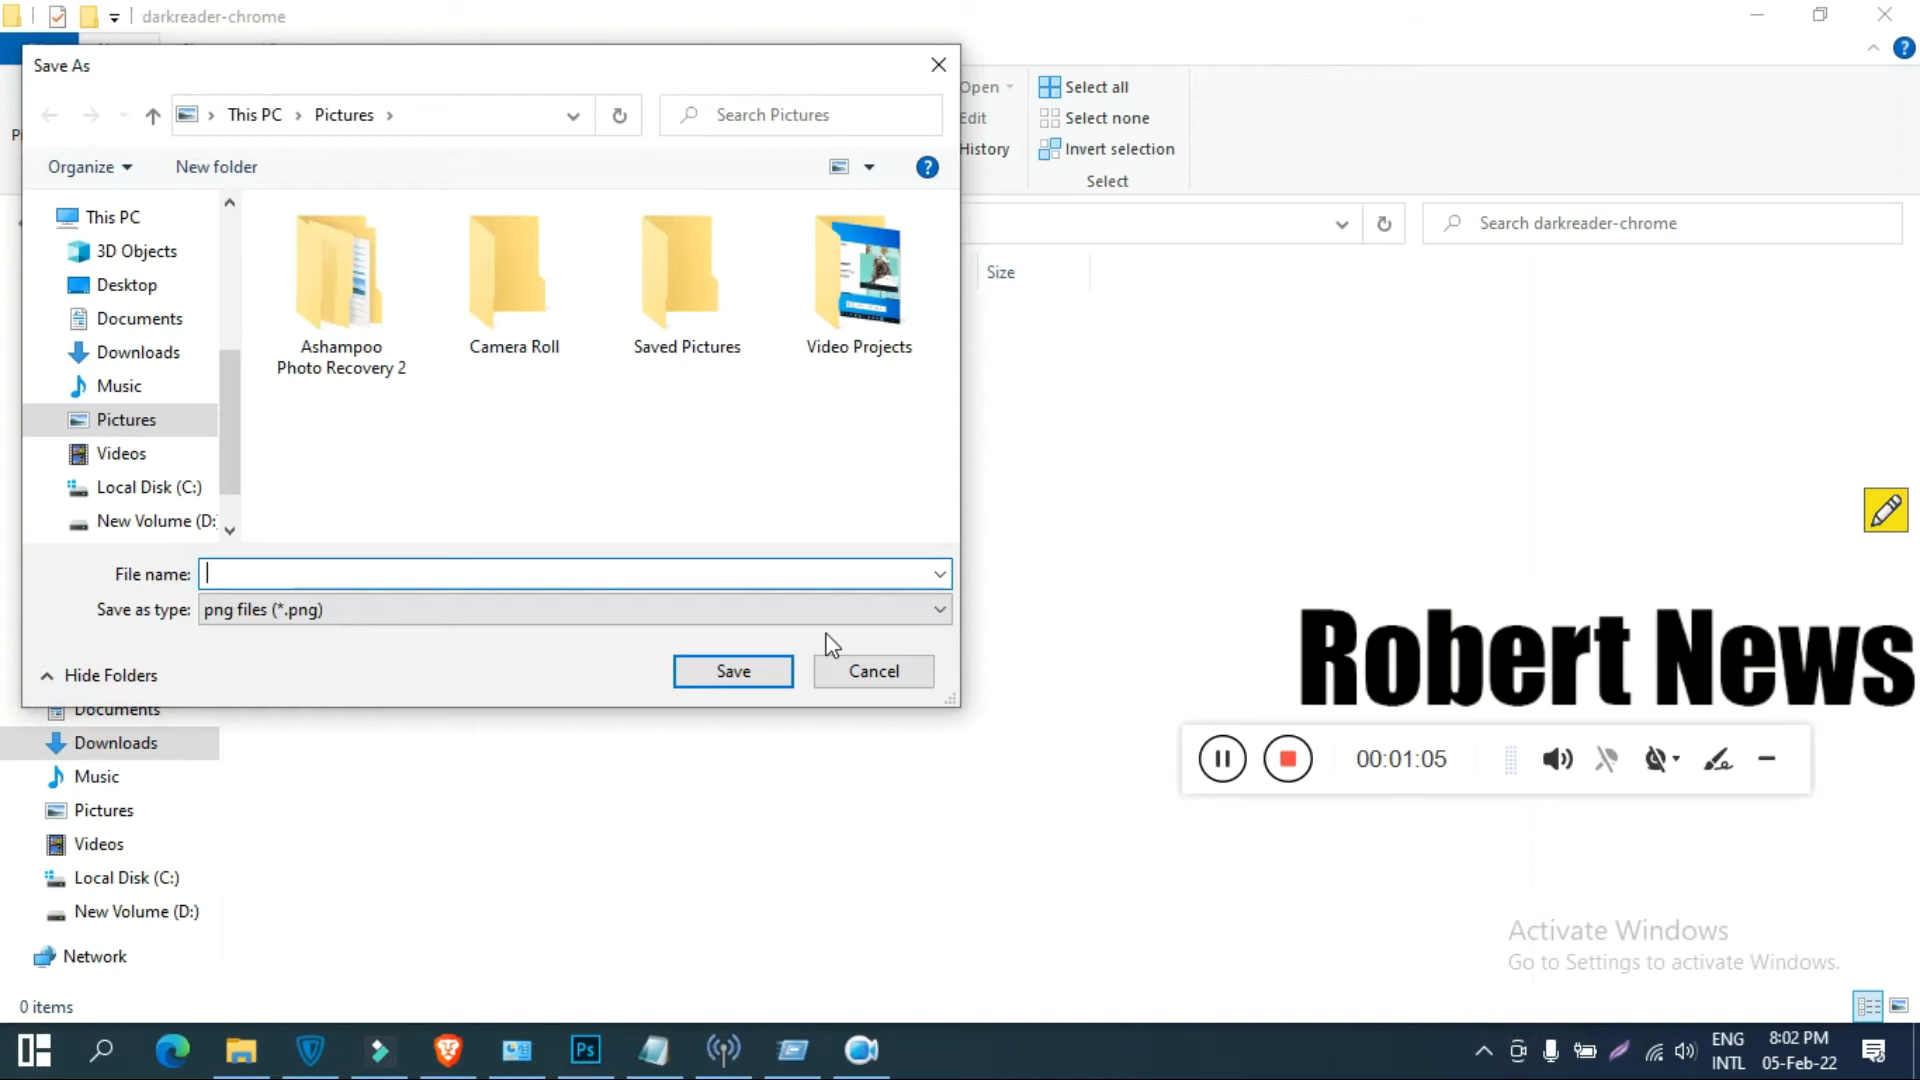 darkreader-chrome
Save As
This PC
Pictures
Search Pictures
Organize
New folder
This PC
3D Objects
Desktop
Documents
Downloads
Music
Pictures
Videos
Local Disk (C:)
New Volume (D:
Ashampoo
Photo Recovery 2
Camera Roll
Saved Pictures
Video Projects
File name:
Save as type:
png files (*.png)
Hide Folders
Save
Cancel
Open
Edit
History
Select all
Select none
Invert selection
Select
Search darkreader-chrome
Size
Robert News
00:01:05
Documents
Downloads
Music
Pictures
Videos
Local Disk (C:)
New Volume (D:)
Network
0 items
Activate Windows
Go to Settings to activate Windows.
Ps
ENG
INTL
8:02 PM
05-Feb-22